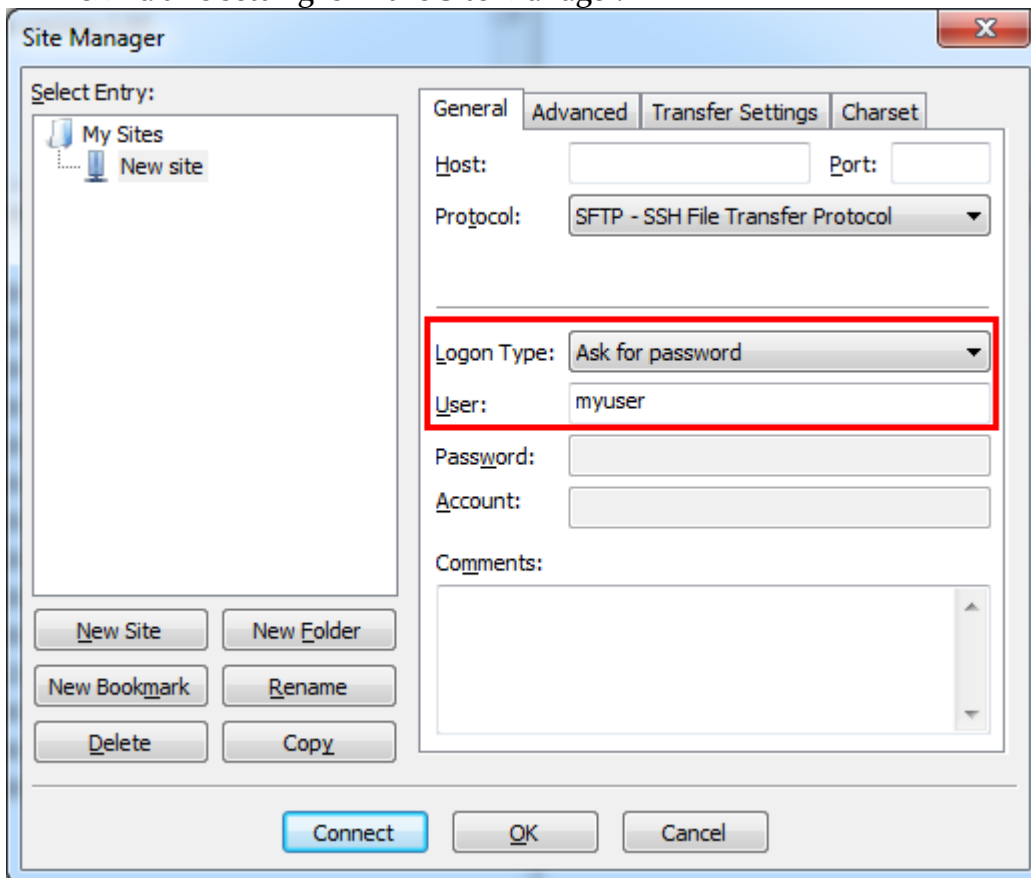 Site Manager
X
Select Entry:
My Sites
New site
General Advanced Transfer Settings Charset
Host: Port:
Protocol: SFTP - SSH File Transfer Protocol
Logon Type: Ask for password
User: myuser
Password:
Account:
Comments:
New Site New Folder
New Bookmark Rename
Delete Copy
Connect OK Cancel